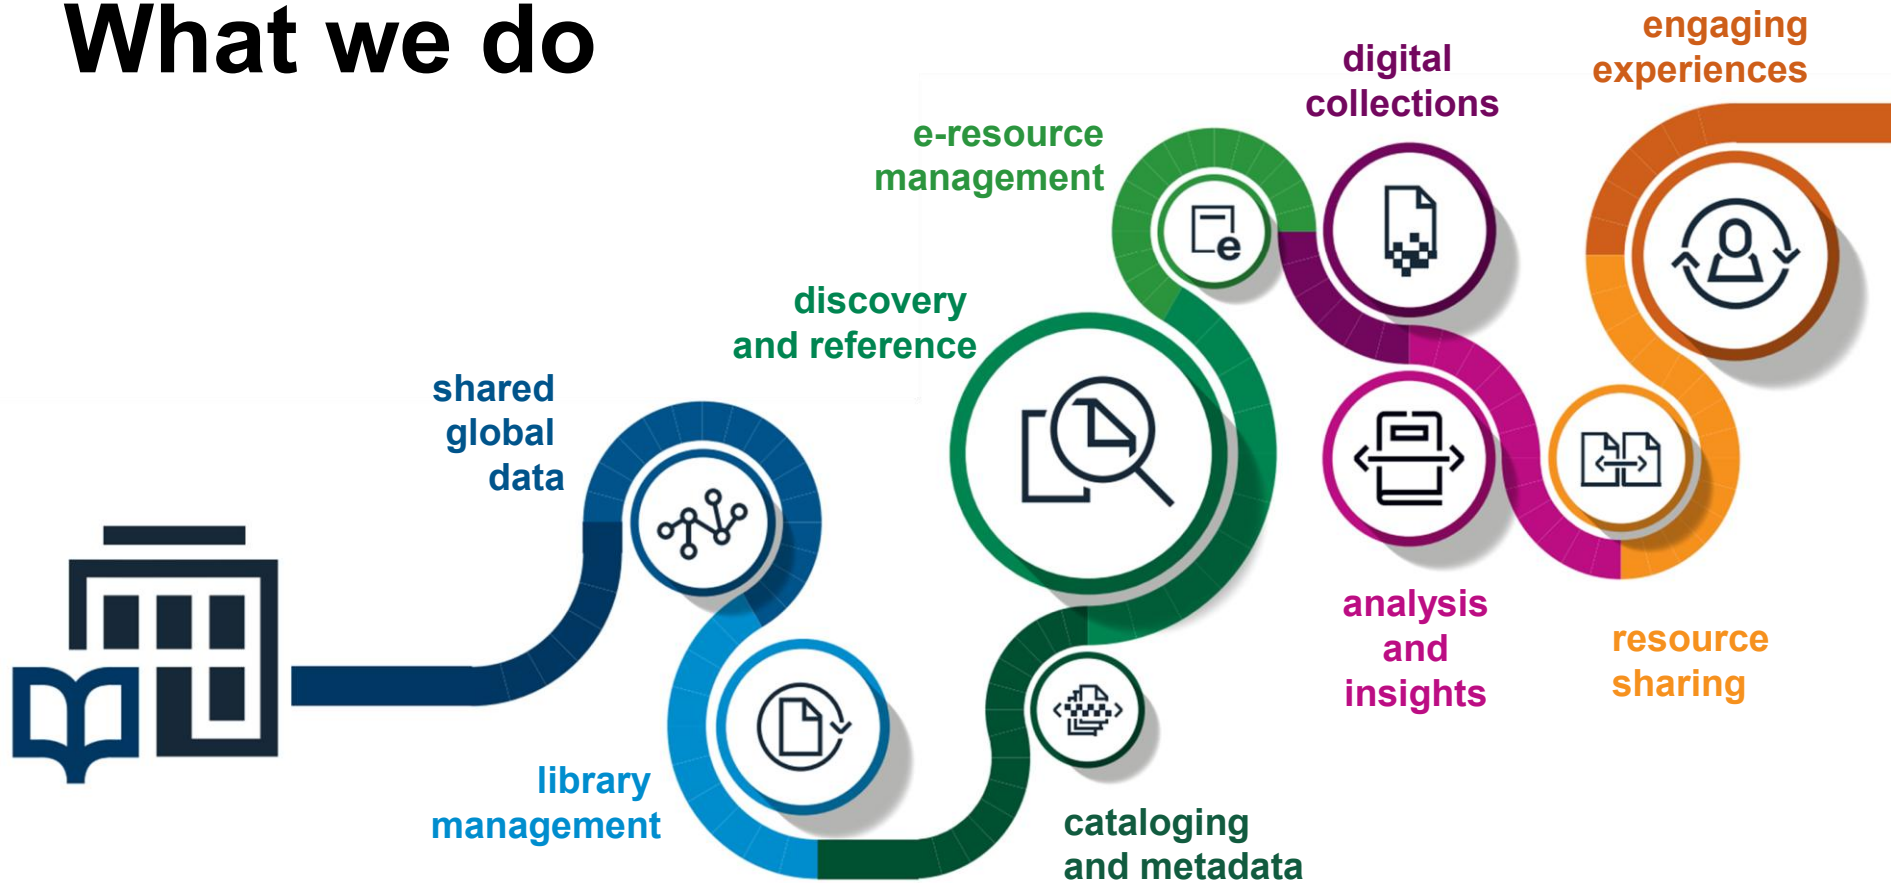 What we do
shared
global
data
library
management
cataloging
and metadata
discovery
and reference
e-resource
management
e
digital
collections
analysis
and
insights
resource
sharing
engaging
experiences